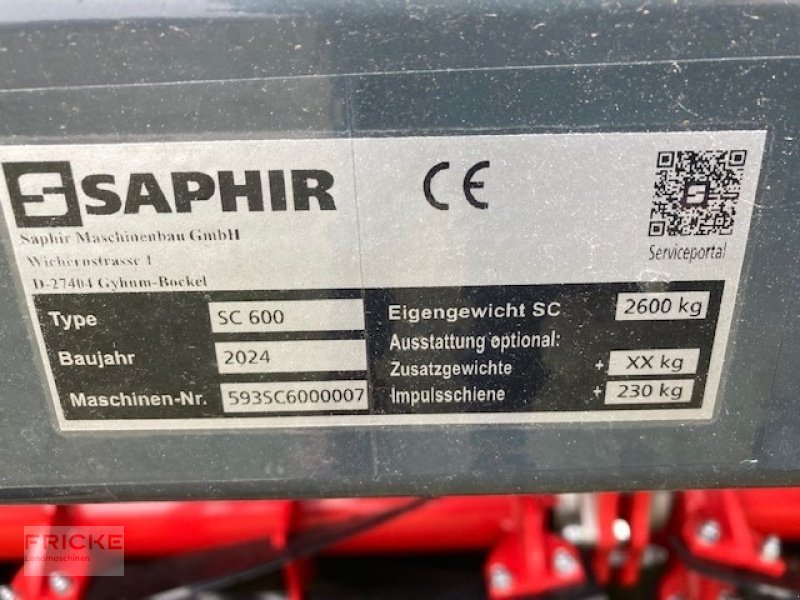 SAPHIR
CE
Saphir Maschinenbau GmbH
Wichernstrasse 1
D-27404 Gyhum-Bockel
Serviceportal
Type SC 600
Baujahr 2024
Maschinen-Nr. 593SC6000007
Eigengewicht SC 2600 kg
Ausstattung optional:
Zusatzgewichte + XX kg
Impulsschiene + 230 kg
FRICKE
Landmaschinen